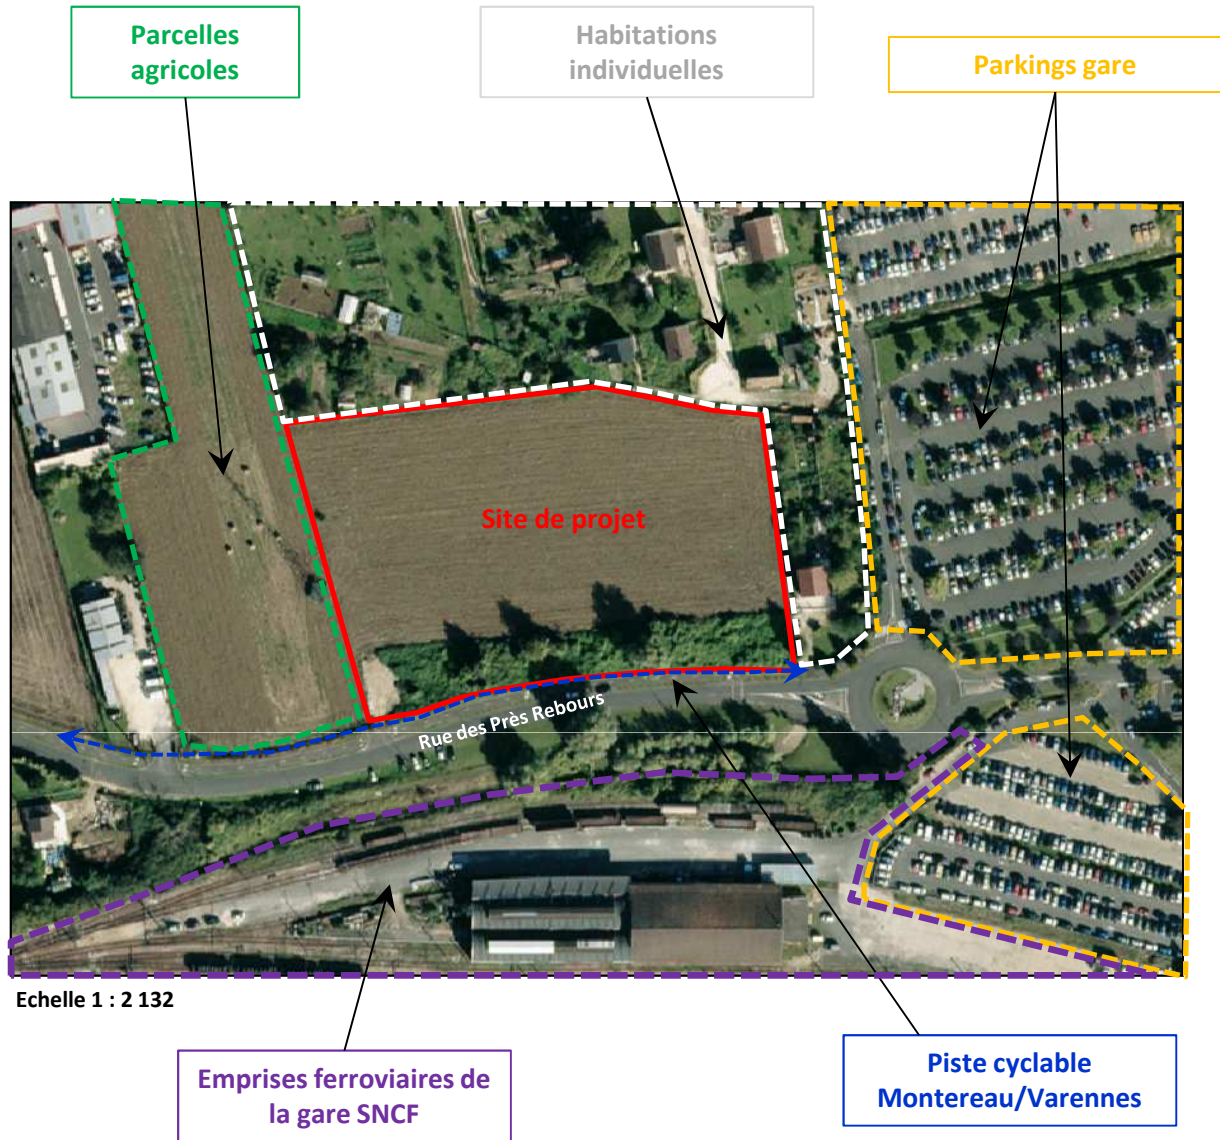 Parcelles
agricoles
Habitations
individuelles
Parkings gare
Site de projet
Rue des Près Rebours
Echelle 1 : 2 132
Emprises ferroviaires de
la gare SNCF
Piste cyclable
Montereau/Varennes